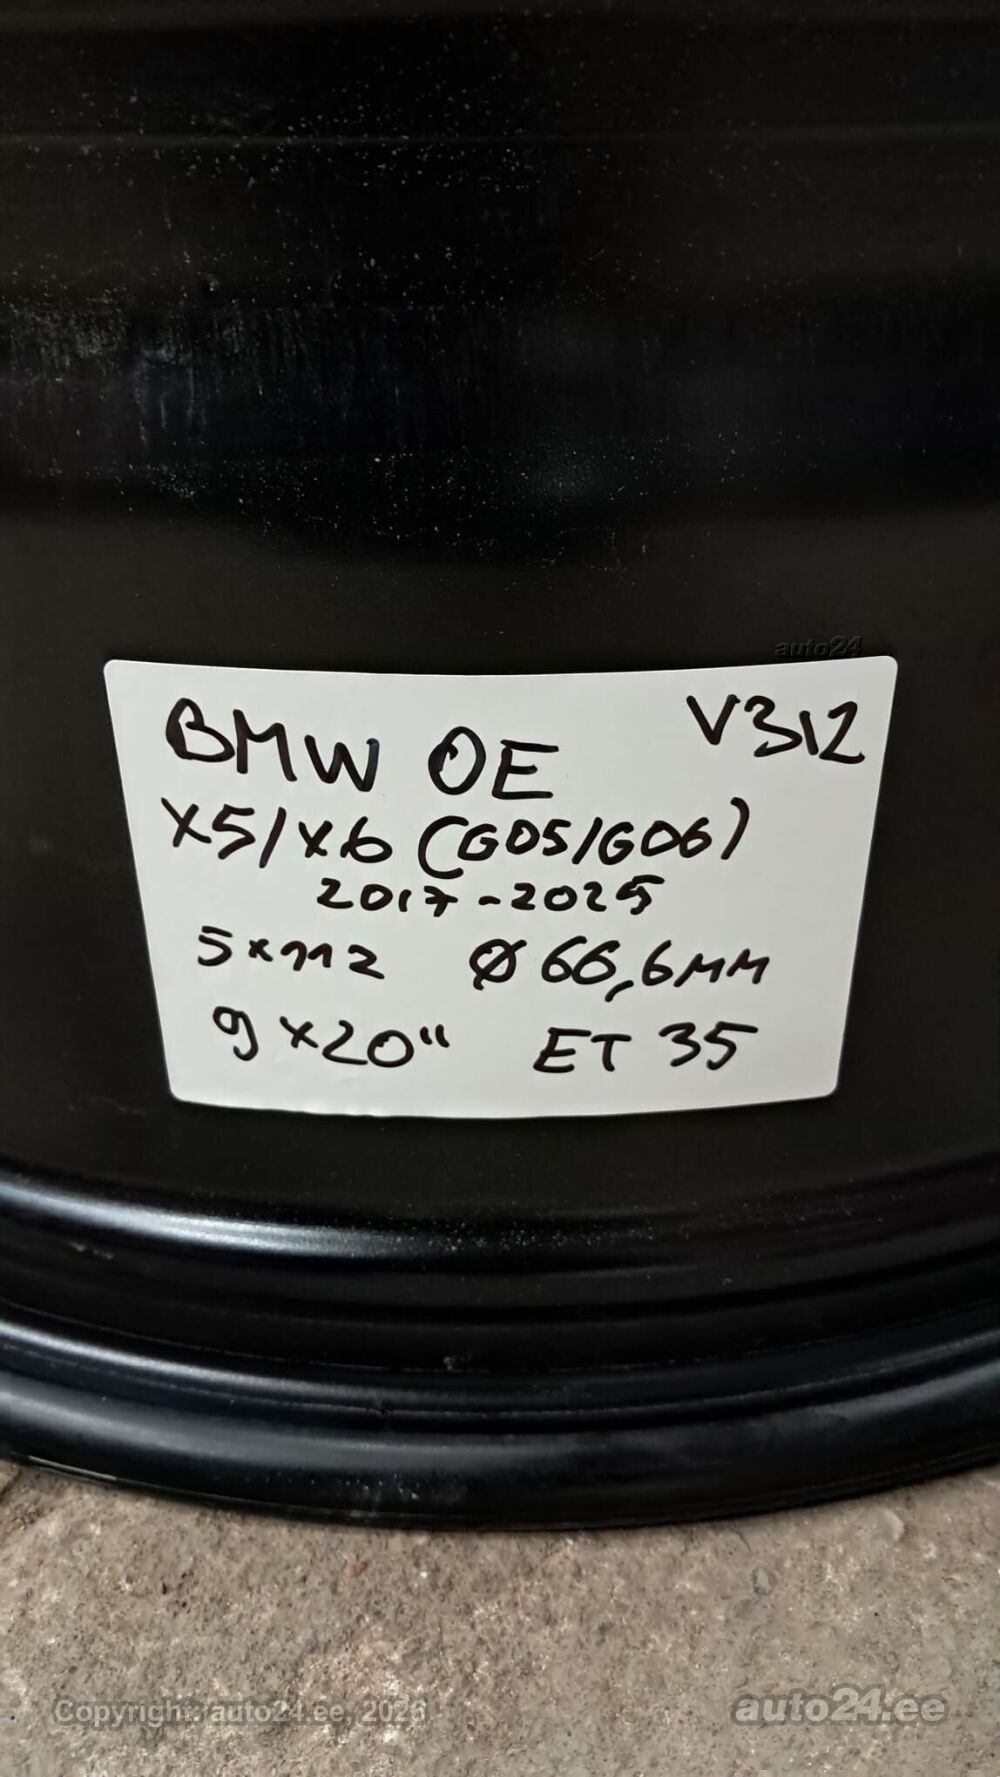 auto24
BMW OE V312
X5/X6 (G05/G06)
2017-2025
5x112 Ø 66,6MM
9x20" ET 35
Copyright: auto24.ee, 2026
auto24.ee